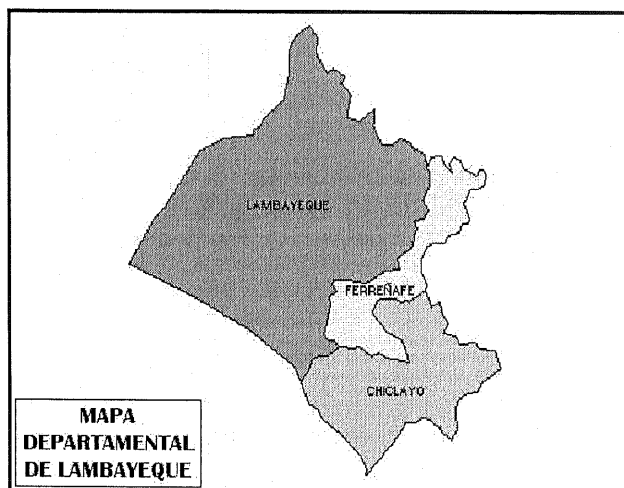 LAMBAYEQUE
FERREÑAFE
CHICLAYO
MAPA
DEPARTAMENTAL
DE LAMBAYEQUE